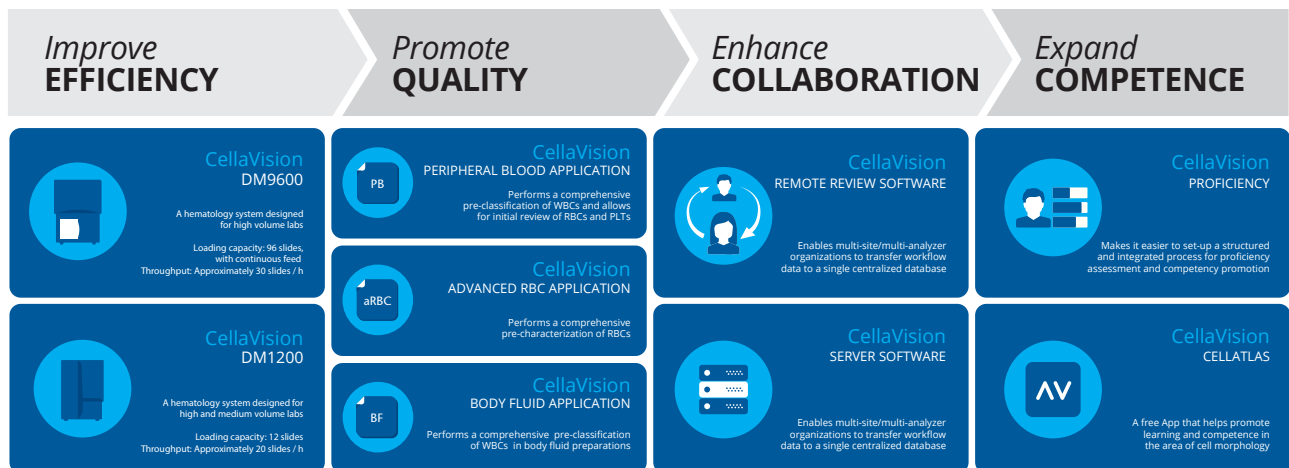 Improve
EFFICIENCY
Promote
QUALITY
Enhance
COLLABORATION
Expand
COMPETENCE
CellaVision
DM9600
A hematology system designed
for high volume labs
Loading capacity: 96 slides,
with continuous feed
Throughput: Approximately 30 slides / h
CellaVision
DM1200
A hematology system designed for
high and medium volume labs
Loading capacity: 12 slides
Throughput: Approximately 20 slides / h
PB
CellaVision
PERIPHERAL BLOOD APPLICATION
Performs a comprehensive
pre-classification of WBCs and allows
for initial review of RBCs and PLTs
aRBC
CellaVision
ADVANCED RBC APPLICATION
Performs a comprehensive
pre-characterization of RBCs
BF
CellaVision
BODY FLUID APPLICATION
Performs a comprehensive pre-classification
of WBCs in body fluid preparations
CellaVision
REMOTE REVIEW SOFTWARE
Enables multi-site/multi-analyzer
organizations to transfer workflow
data to a single centralized database
CellaVision
SERVER SOFTWARE
Enables multi-site/multi-analyzer
organizations to transfer workflow
data to a single centralized database
CellaVision
PROFICIENCY
Makes it easier to set-up a structured
and integrated process for proficiency
assessment and competency promotion
CellaVision
CELLATLAS
A free App that helps promote
learning and competence in
the area of cell morphology